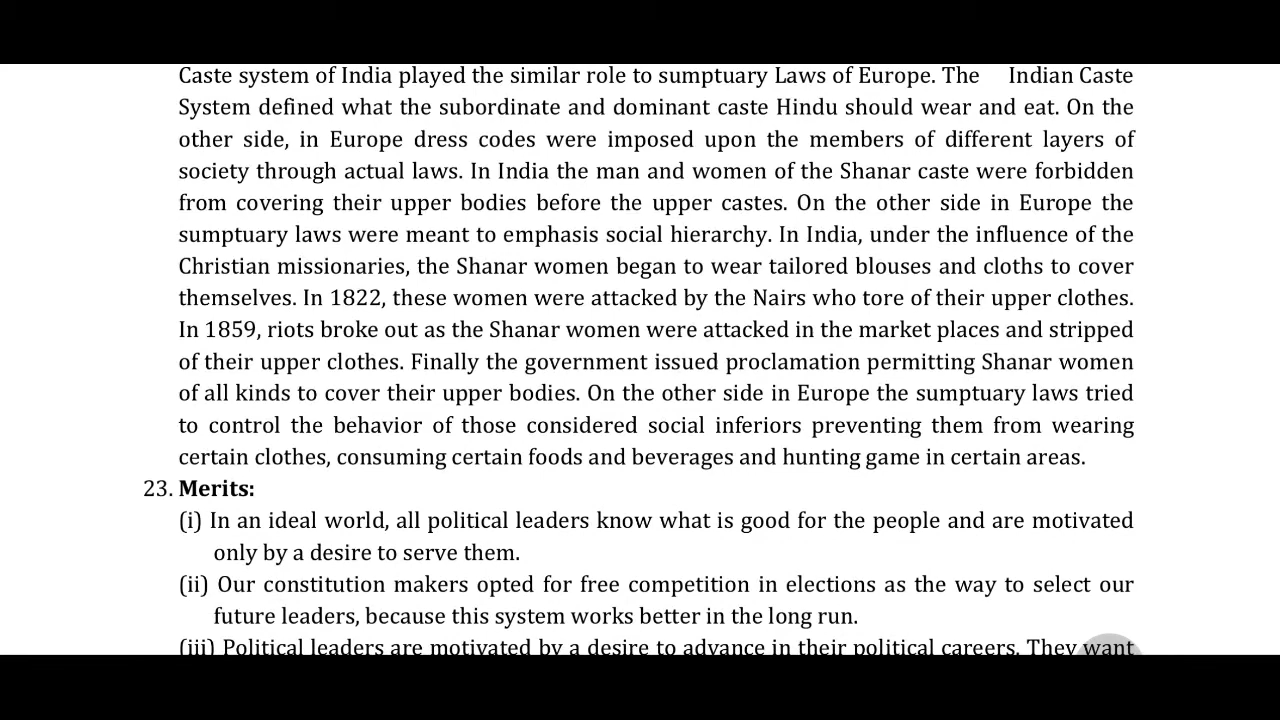 Caste system of India played the similar role to sumptuary Laws of Europe. The Indian Caste
System defined what the subordinate and dominant caste Hindu should wear and eat. On the
other side, in Europe dress codes were imposed upon the members of different layers of
society through actual laws. In India the man and women of the Shanar caste were forbidden
from covering their upper bodies before the upper castes. On the other side in Europe the
sumptuary laws were meant to emphasis social hierarchy. In India, under the influence of the
Christian missionaries, the Shanar women began to wear tailored blouses and cloths to cover
themselves. In 1822, these women were attacked by the Nairs who tore of their upper clothes.
In 1859, riots broke out as the Shanar women were attacked in the market places and stripped
of their upper clothes. Finally the government issued proclamation permitting Shanar women
of all kinds to cover their upper bodies. On the other side in Europe the sumptuary laws tried
to control the behavior of those considered social inferiors preventing them from wearing
certain clothes, consuming certain foods and beverages and hunting game in certain areas.
23. Merits:
(i) In an ideal world, all political leaders know what is good for the people and are motivated
only by a desire to serve them.
(ii) Our constitution makers opted for free competition in elections as the way to select our
future leaders, because this system works better in the long run.
(iii) Political leaders are motivated by a desire to advance in their political careers. They want